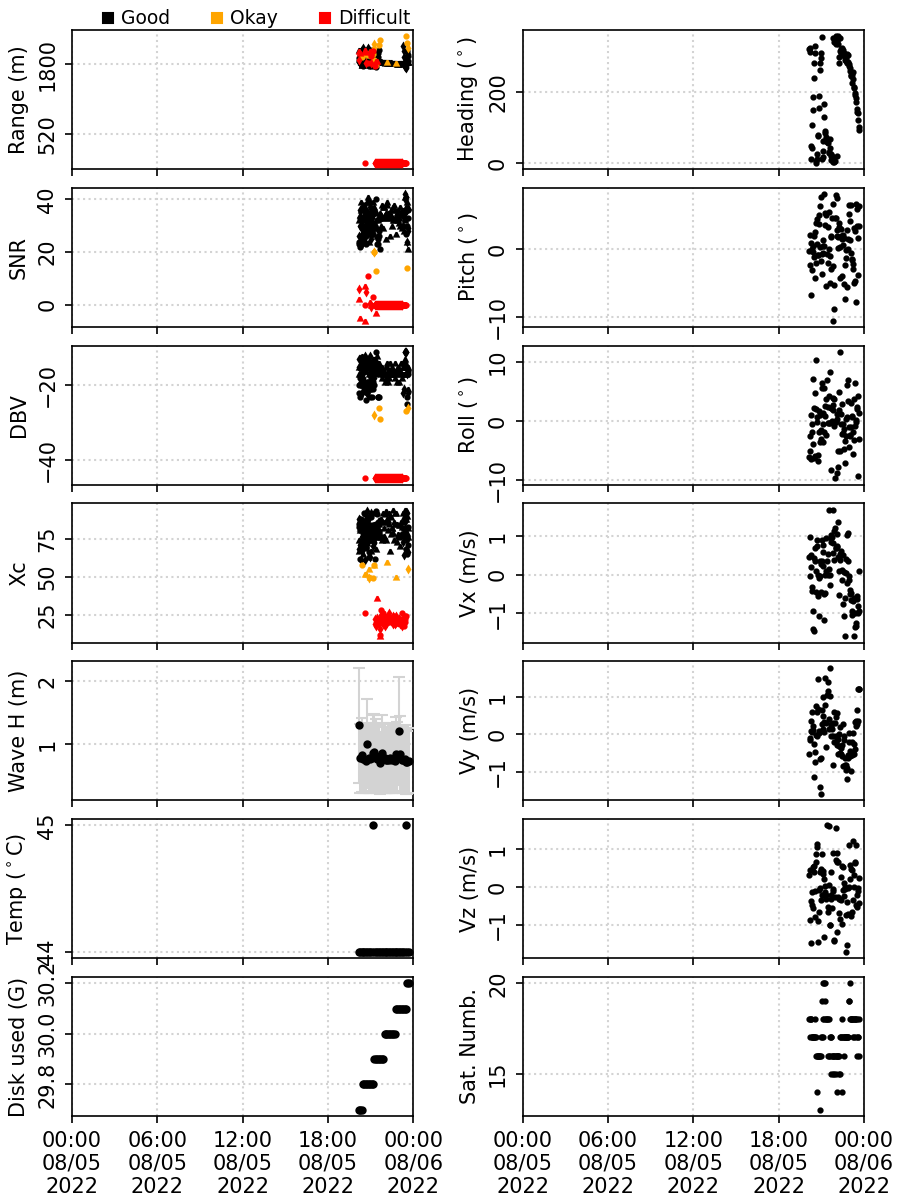 Good Okay Difficult
Range (m)
1800
520
Heading (°)
200
0
SNR
40
20
0
Pitch (°)
0
−10
DBV
−20
−40
Roll (°)
10
0
−10
Xc
75
50
25
Vx (m/s)
1
0
−1
Wave H (m)
2
1
Vy (m/s)
1
0
−1
Temp (°C)
45
44
Vz (m/s)
1
0
−1
Disk used (G)
30.2
30.0
29.8
Sat. Numb.
20
15
00:00 06:00 12:00 18:00 00:00
08/05 08/05 08/05 08/05 08/06
2022 2022 2022 2022 2022
00:00 06:00 12:00 18:00 00:00
08/05 08/05 08/05 08/05 08/06
2022 2022 2022 2022 2022